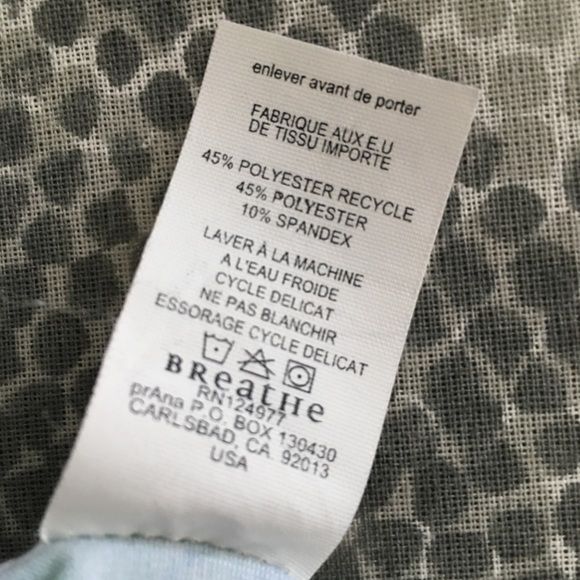 enlever avant de porter
FABRIQUE AUX E.U
DE TISSU IMPORTE
45% POLYESTER RECYCLE
45% POLYESTER
10% SPANDEX
LAVER À LA MACHINE
A L'EAU FROIDE
CYCLE DELICAT
NE PAS BLANCHIR
ESSORAGE CYCLE DELICAT
BReatHe
RN124977
prAna P.O. BOX 130430
CARLSBAD, CA. 92013
USA